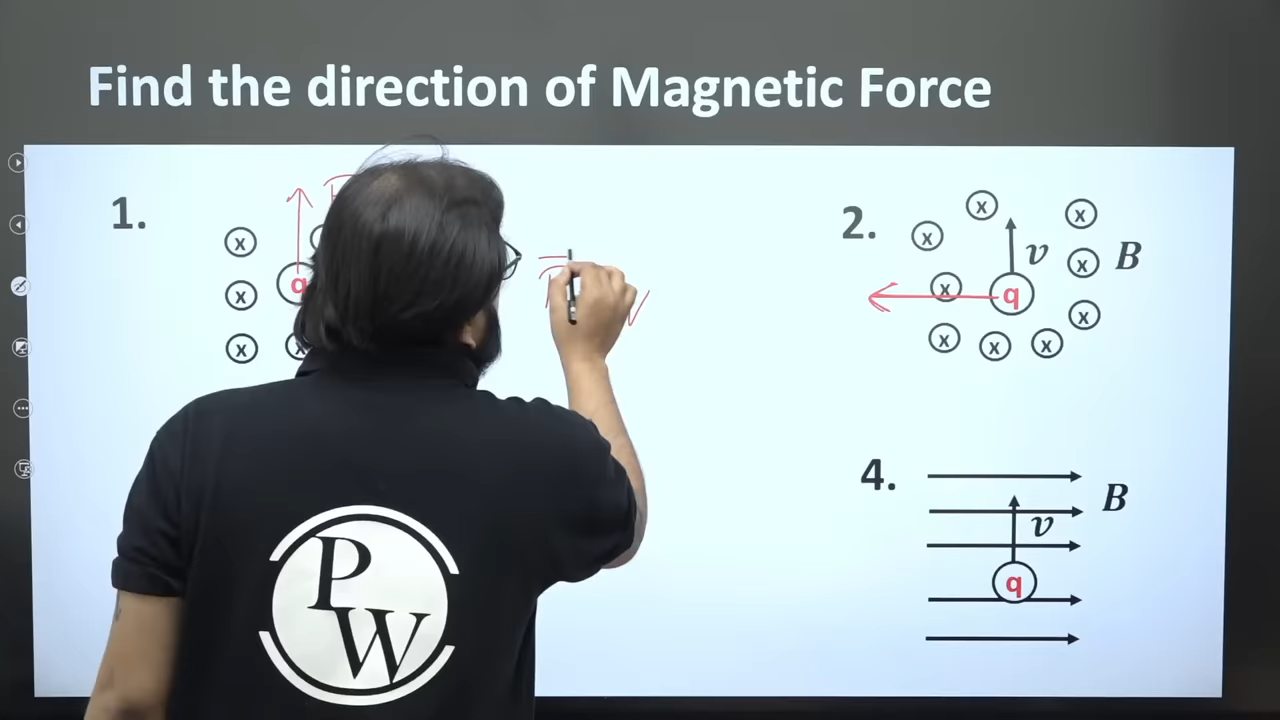 Find the direction of Magnetic Force
1.
x
q
x
x
x
2.
x
x
x
v
x
B
x
q
x
x
x
x
V
4.
B
v
q
P
W